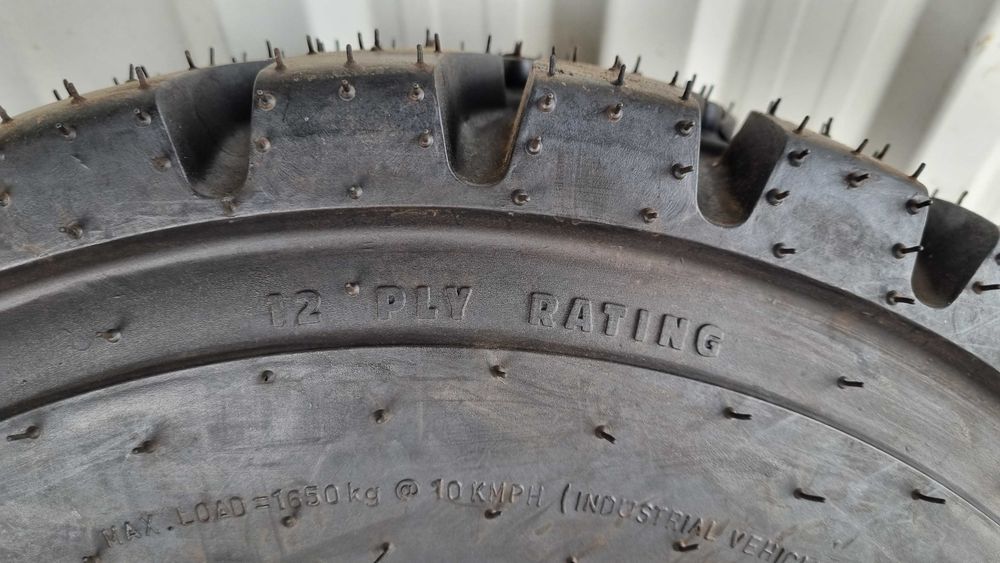 12 PLY RATING
MAX. LOAD = 1650 kg @ 10 KMPH (INDUSTRIAL